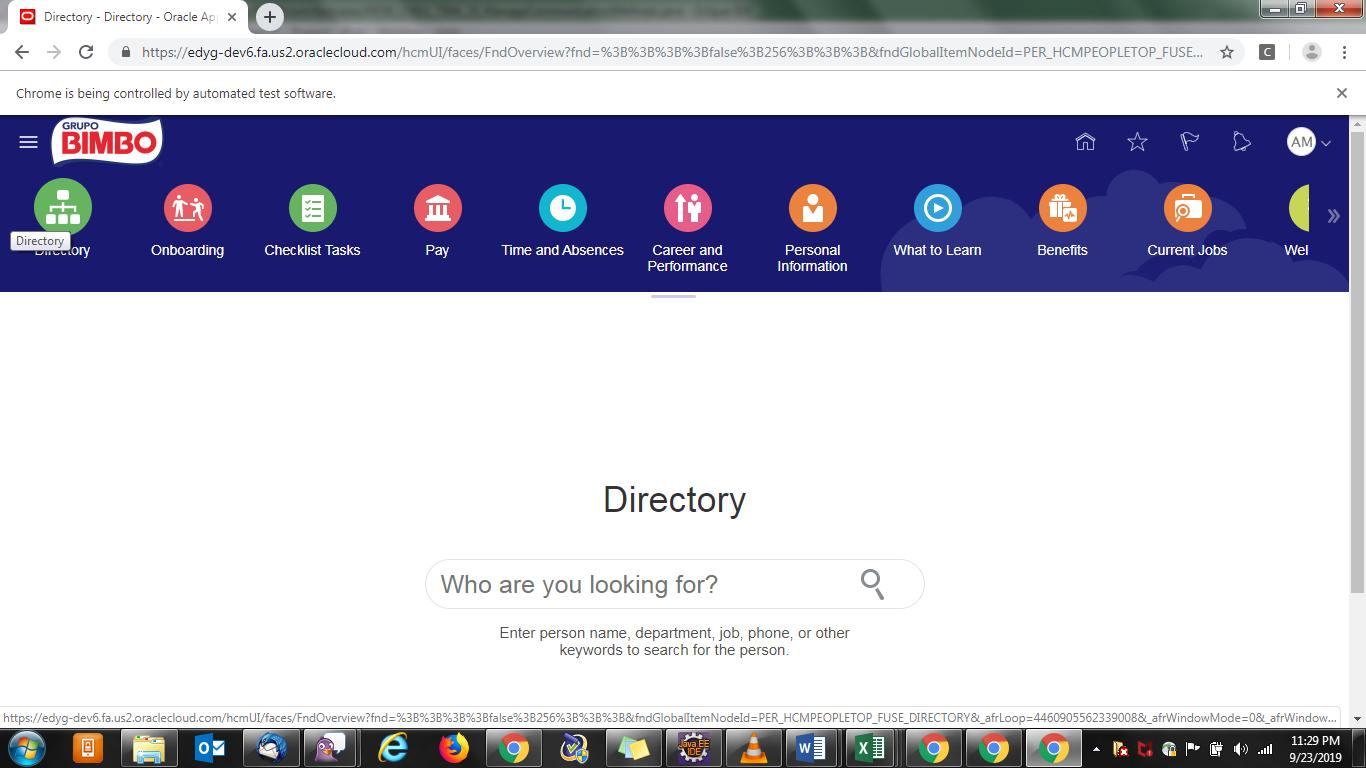 Directory - Directory - Oracle Ap
https://edyg-dev6.fa.us2.oraclecloud.com/hcmUI/faces/FndOverview?fnd=%3B%3B%3B%3Bfalse%3B256%3B%3B%3B&fndGlobalItemNodeId=PER_HCMPEOPLETOP_FUSE...
C
Chrome is being controlled by automated test software.
GRUPO
BIMBO
AM
Directory
Directory
Onboarding
Checklist Tasks
Pay
Time and Absences
Career and
Performance
Personal
Information
What to Learn
Benefits
Current Jobs
Wel
Directory
Who are you looking for?
Enter person name, department, job, phone, or other
keywords to search for the person.
https://edyg-dev6.fa.us2.oraclecloud.com/hcmUI/faces/FndOverview?fnd=%3B%3B%3B%3Bfalse%3B256%3B%3B%3B&fndGlobalItemNodeId=PER_HCMPEOPLETOP_FUSE_DIRECTORY&_afrLoop=4460905562339008&_afrWindowMode=0&_afrWindow...
Java EE
IDE
11:29 PM
9/23/2019